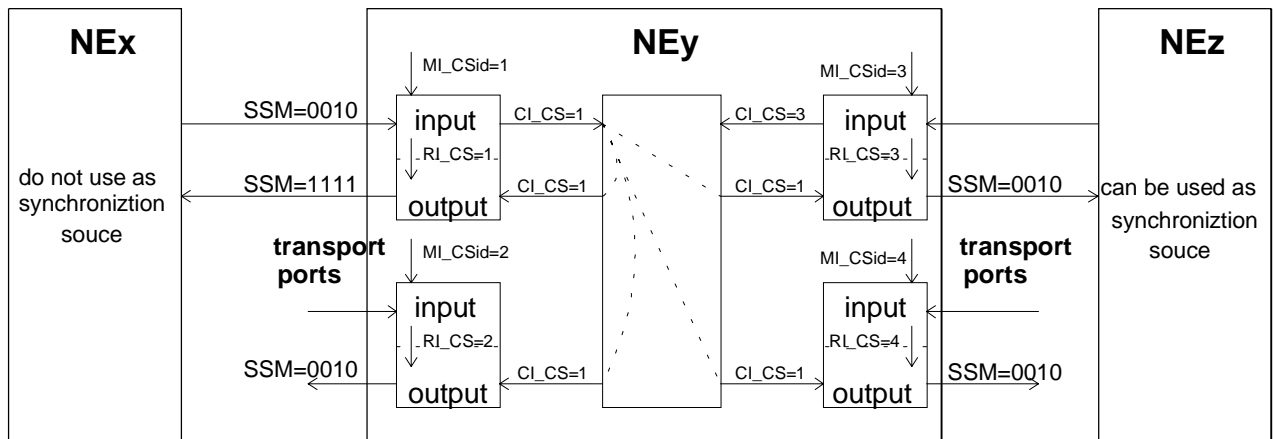 NEx
NEy
NEz
MI_CSid=1
MI_CSid=3
SSM=0010
input
CI_CS=1
CI_CS=3
input
RI_CS=1
RI_CS=3
do not use as
synchroniztion
souce
SSM=1111
output
CI_CS=1
CI_CS=1
output
SSM=0010
can be used as
synchroniztion
souce
transport
ports
MI_CSid=2
MI_CSid=4
transport
ports
input
input
RI_CS=2
RI_CS=4
SSM=0010
output
CI_CS=1
CI_CS=1
output
SSM=0010